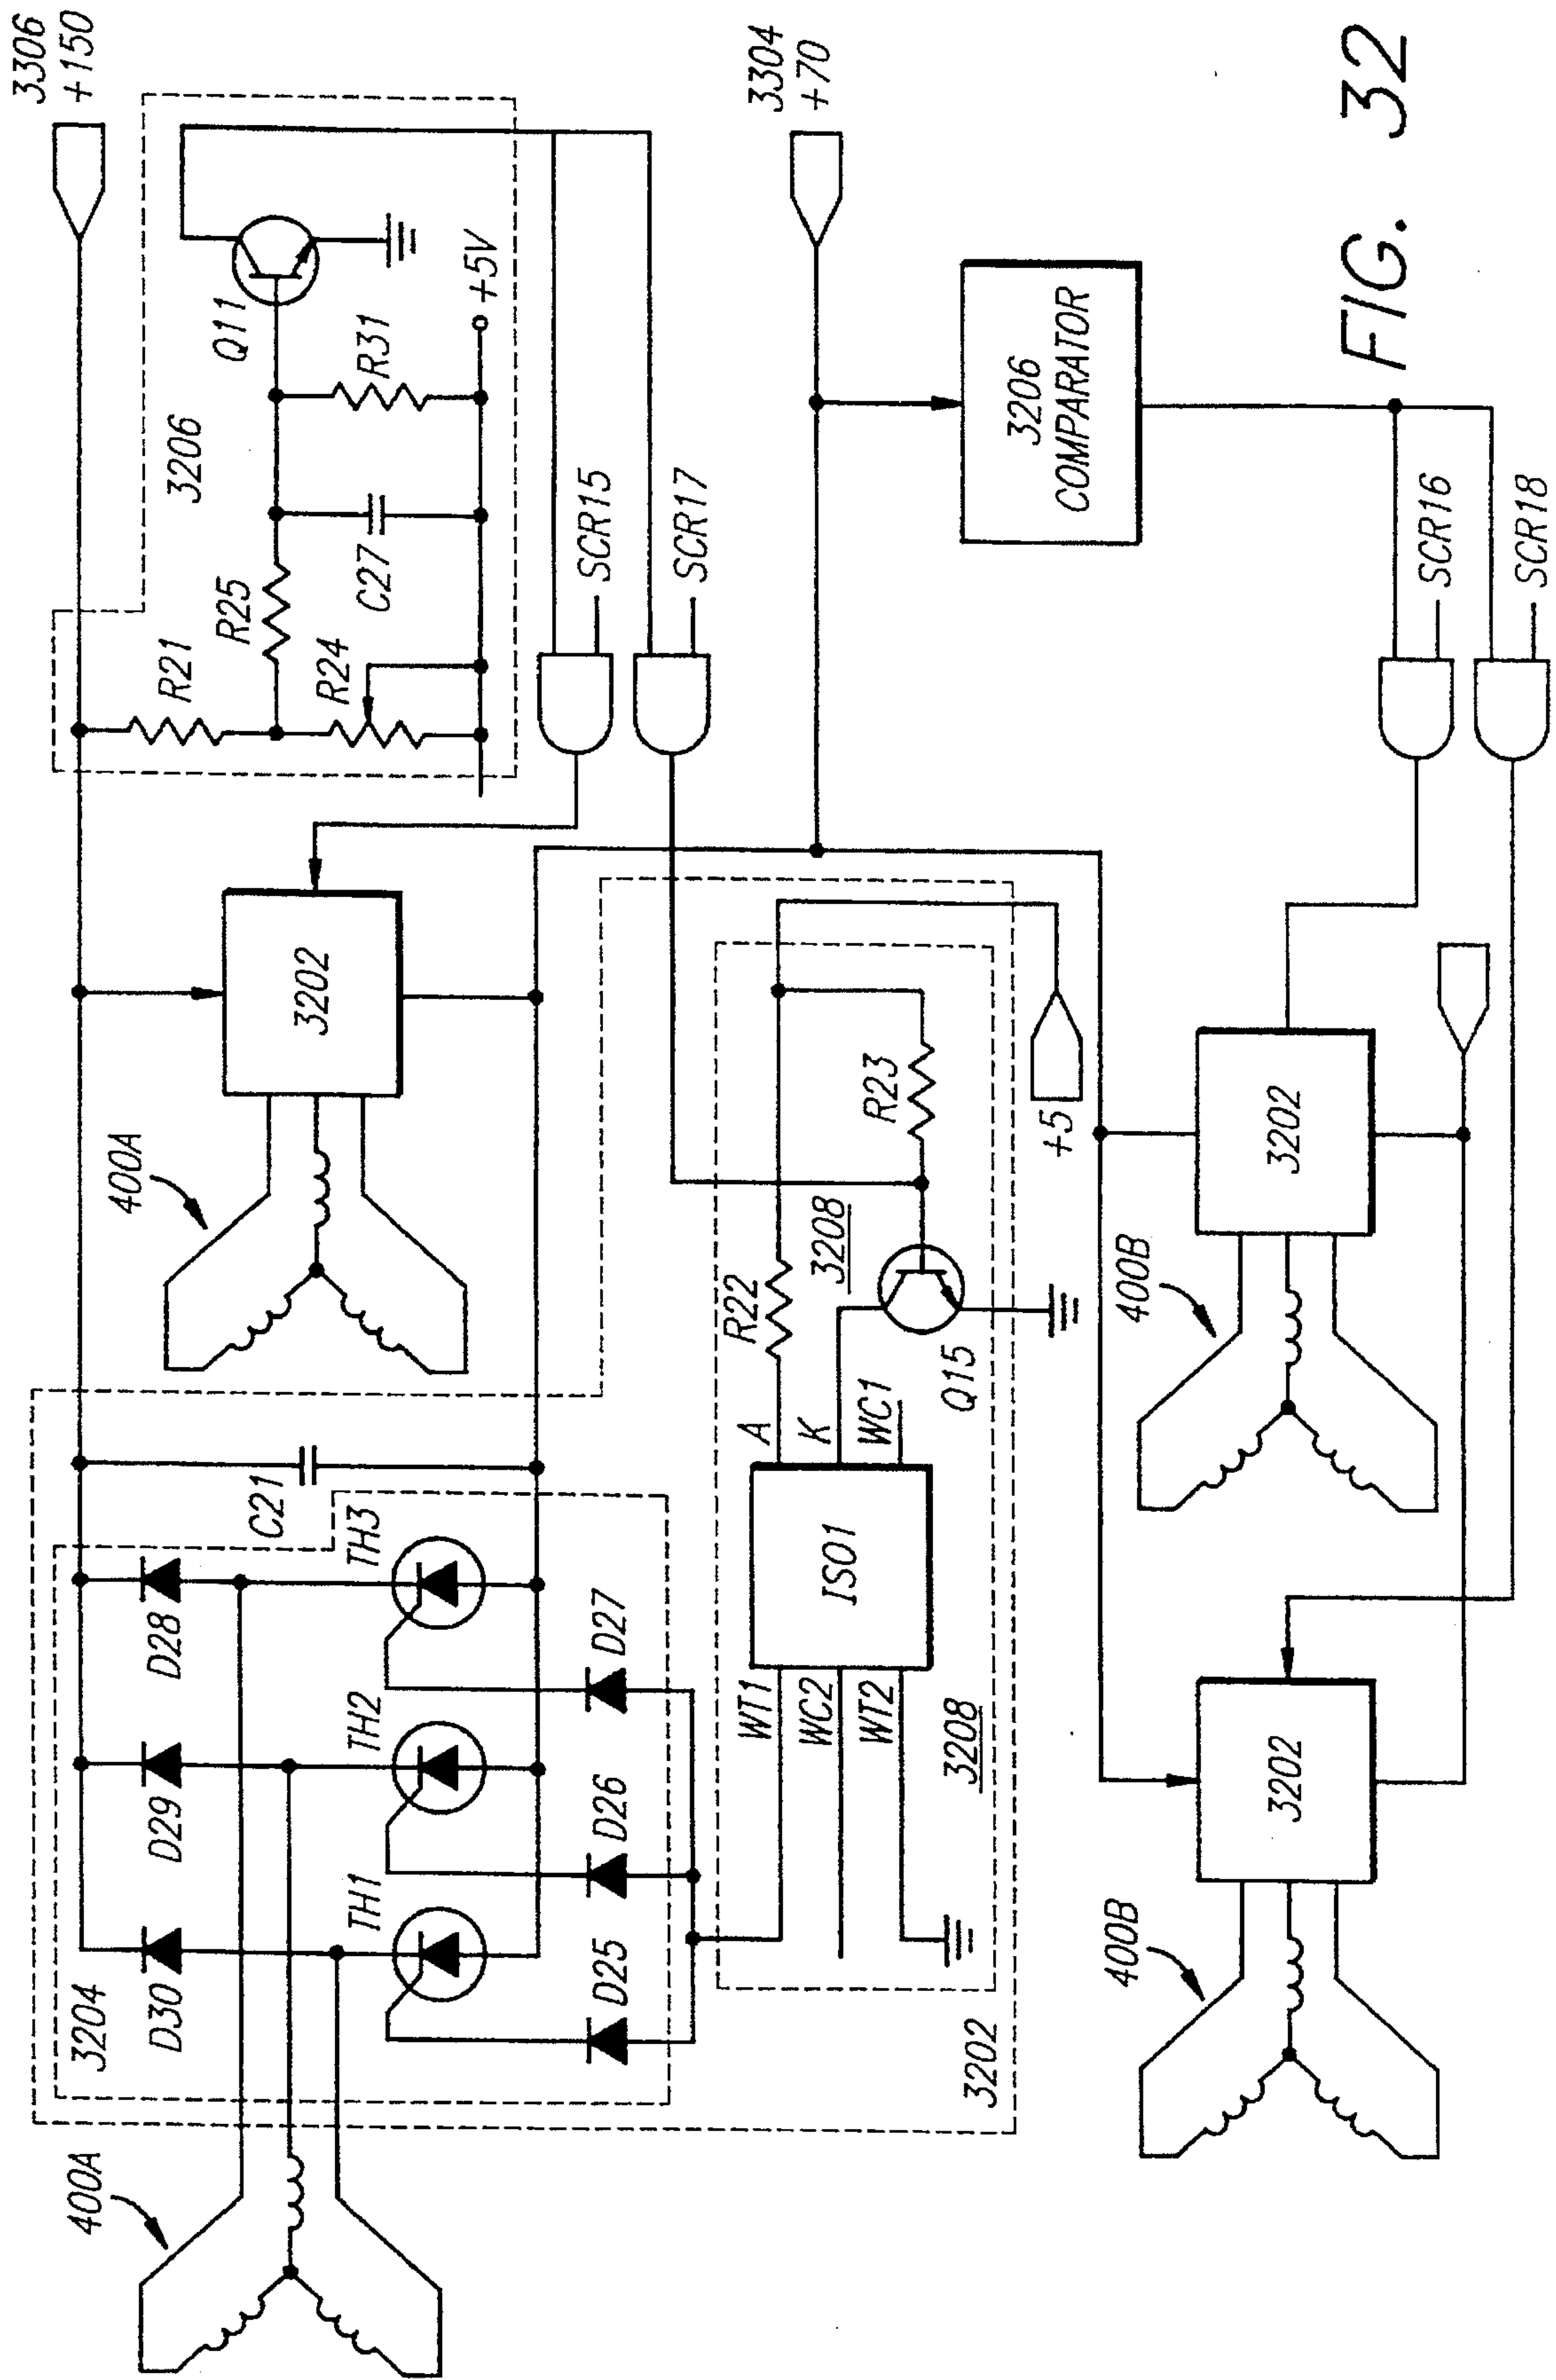 3306
+150
3206
Q11
R31
+5V
R25
C27
R21
R24
SCR15
SCR17
3304
+70
3206
COMPARATOR
SCR16
SCR18
FIG. 32
3202
400A
C21
TH3
D28
D27
TH2
D29
D26
TH1
D30
D25
3204
400A
R23
+5
3208
R22
Q15
A
K
WC1
ISO1
WT1
WC2
WT2
3208
3202
3202
400B
3202
400B